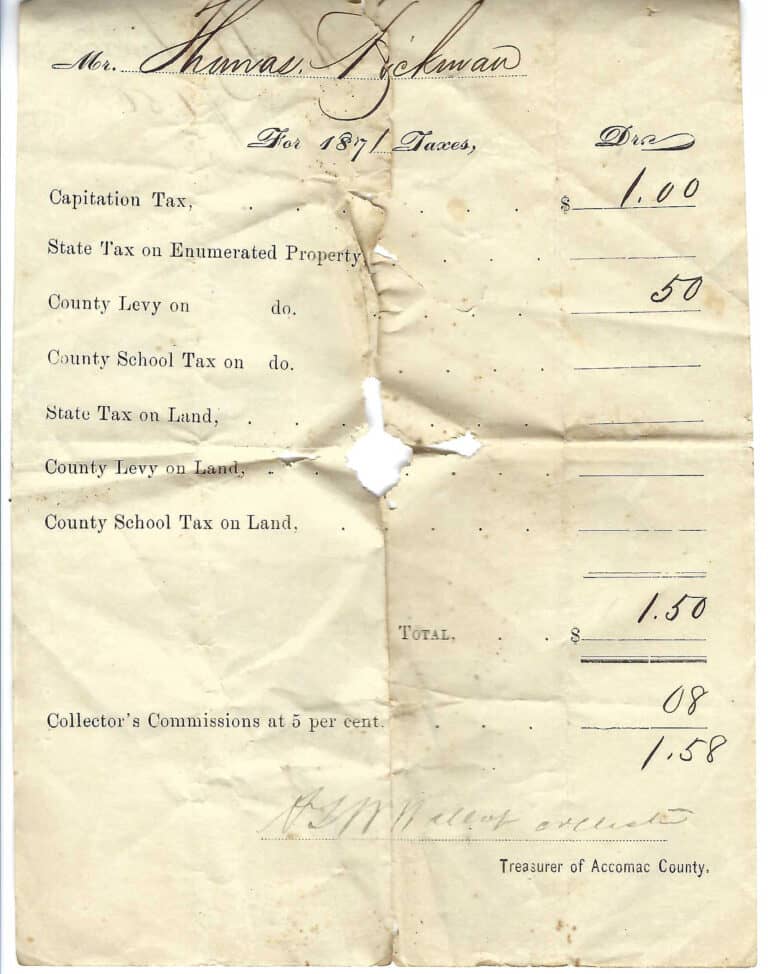 Mr. Thomas. Hickman
For 1871 Taxes, Drs
Capitation Tax, . . . . . . . $ 1.00
State Tax on Enumerated Property, . . .
County Levy on do. . . . . 50
County School Tax on do. . . . .
State Tax on Land, . . . . . . .
County Levy on Land, . . . . . .
County School Tax on Land, . . . . .
Total, . . $ 1.50
Collector's Commissions at 5 per cent. . . . 08
1.58
collector
Treasurer of Accomac County.